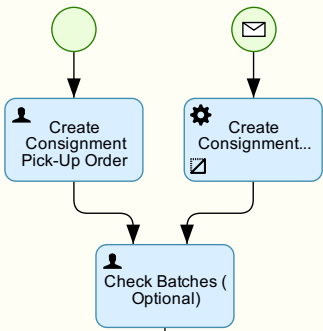 Create
Consignment
Pick-Up Order
Create
Consignment...
Check Batches (
Optional)